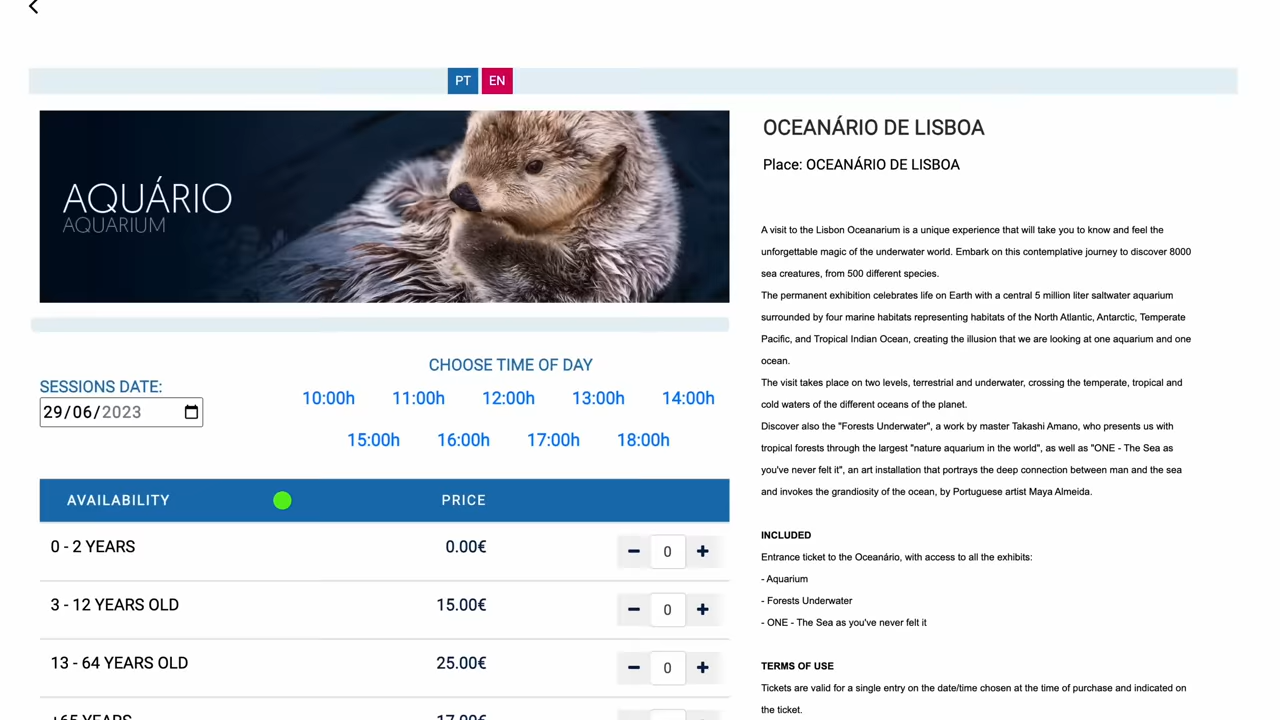 PT EN
AQUÁRIO
AQUARIUM
SESSIONS DATE:
29/06/2023
CHOOSE TIME OF DAY
10:00h 11:00h 12:00h 13:00h 14:00h
15:00h 16:00h 17:00h 18:00h
AVAILABILITY PRICE
0 - 2 YEARS 0.00€ 0
3 - 12 YEARS OLD 15.00€ 0
13 - 64 YEARS OLD 25.00€ 0
+65 YEARS 17.00€
OCEANÁRIO DE LISBOA
Place: OCEANÁRIO DE LISBOA
A visit to the Lisbon Oceanarium is a unique experience that will take you to know and feel the
unforgettable magic of the underwater world. Embark on this contemplative journey to discover 8000
sea creatures, from 500 different species.
The permanent exhibition celebrates life on Earth with a central 5 million liter saltwater aquarium
surrounded by four marine habitats representing habitats of the North Atlantic, Antarctic, Temperate
Pacific, and Tropical Indian Ocean, creating the illusion that we are looking at one aquarium and one
ocean.
The visit takes place on two levels, terrestrial and underwater, crossing the temperate, tropical and
cold waters of the different oceans of the planet.
Discover also the "Forests Underwater", a work by master Takashi Amano, who presents us with
tropical forests through the largest "nature aquarium in the world", as well as "ONE - The Sea as
you've never felt it", an art installation that portrays the deep connection between man and the sea
and invokes the grandiosity of the ocean, by Portuguese artist Maya Almeida.
INCLUDED
Entrance ticket to the Oceanário, with access to all the exhibits:
- Aquarium
- Forests Underwater
- ONE - The Sea as you've never felt it
TERMS OF USE
Tickets are valid for a single entry on the date/time chosen at the time of purchase and indicated on
the ticket.